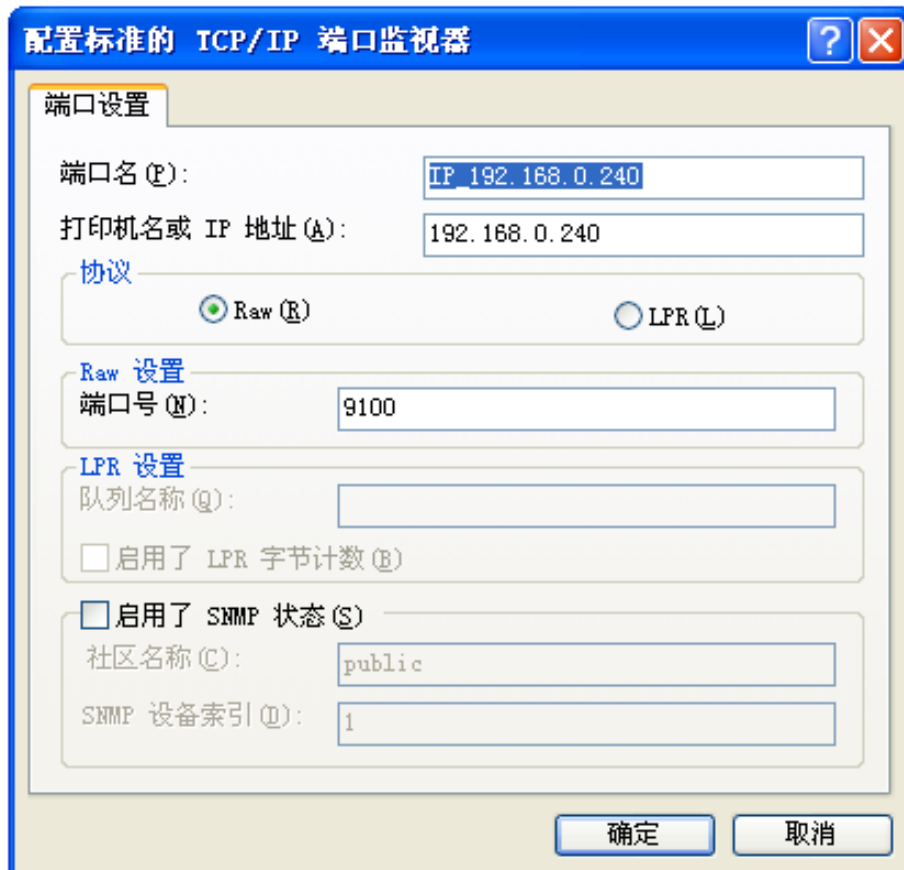 配置标准的 TCP/IP 端口监视器
端口设置
端口名(P): IP_192.168.0.240
打印机名或 IP 地址(A): 192.168.0.240
协议
Raw(R) LPR(L)
Raw 设置
端口号(N): 9100
LPR 设置
队列名称(Q):
启用了 LPR 字节计数(B)
启用了 SNMP 状态(S)
社区名称(C): public
SNMP 设备索引(D): 1
确定 取消